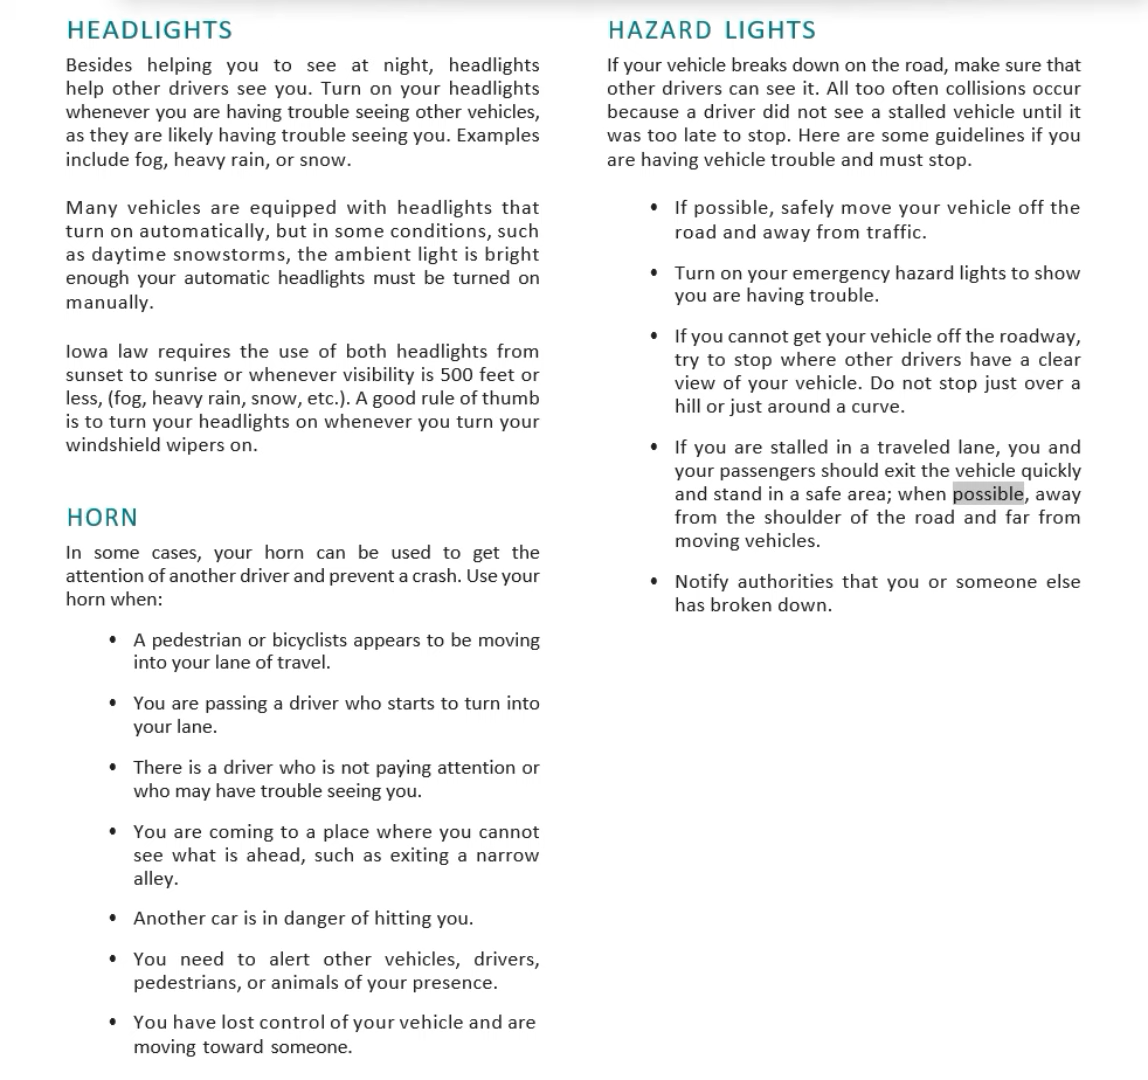 HEADLIGHTS
Besides helping you to see at night, headlights
help other drivers see you. Turn on your headlights
whenever you are having trouble seeing other vehicles,
as they are likely having trouble seeing you. Examples
include fog, heavy rain, or snow.
Many vehicles are equipped with headlights that
turn on automatically, but in some conditions, such
as daytime snowstorms, the ambient light is bright
enough your automatic headlights must be turned on
manually.
Iowa law requires the use of both headlights from
sunset to sunrise or whenever visibility is 500 feet or
less, (fog, heavy rain, snow, etc.). A good rule of thumb
is to turn your headlights on whenever you turn your
windshield wipers on.
HORN
In some cases, your horn can be used to get the
attention of another driver and prevent a crash. Use your
horn when:
• A pedestrian or bicyclists appears to be moving
into your lane of travel.
• You are passing a driver who starts to turn into
your lane.
• There is a driver who is not paying attention or
who may have trouble seeing you.
• You are coming to a place where you cannot
see what is ahead, such as exiting a narrow
alley.
• Another car is in danger of hitting you.
• You need to alert other vehicles, drivers,
pedestrians, or animals of your presence.
• You have lost control of your vehicle and are
moving toward someone.
HAZARD LIGHTS
If your vehicle breaks down on the road, make sure that
other drivers can see it. All too often collisions occur
because a driver did not see a stalled vehicle until it
was too late to stop. Here are some guidelines if you
are having vehicle trouble and must stop.
• If possible, safely move your vehicle off the
road and away from traffic.
• Turn on your emergency hazard lights to show
you are having trouble.
• If you cannot get your vehicle off the roadway,
try to stop where other drivers have a clear
view of your vehicle. Do not stop just over a
hill or just around a curve.
• If you are stalled in a traveled lane, you and
your passengers should exit the vehicle quickly
and stand in a safe area; when possible, away
from the shoulder of the road and far from
moving vehicles.
• Notify authorities that you or someone else
has broken down.